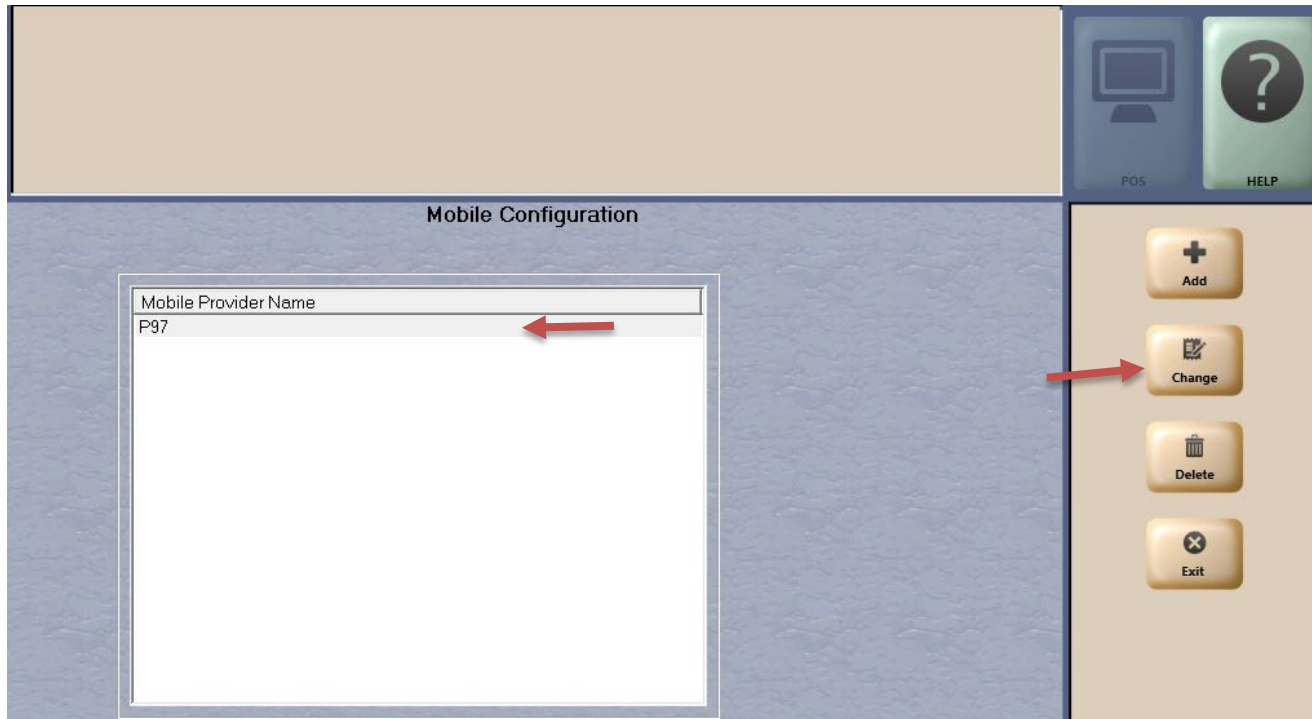 ?
POS
HELP
Mobile Configuration
Mobile Provider Name
P97
Add
Change
Delete
Exit